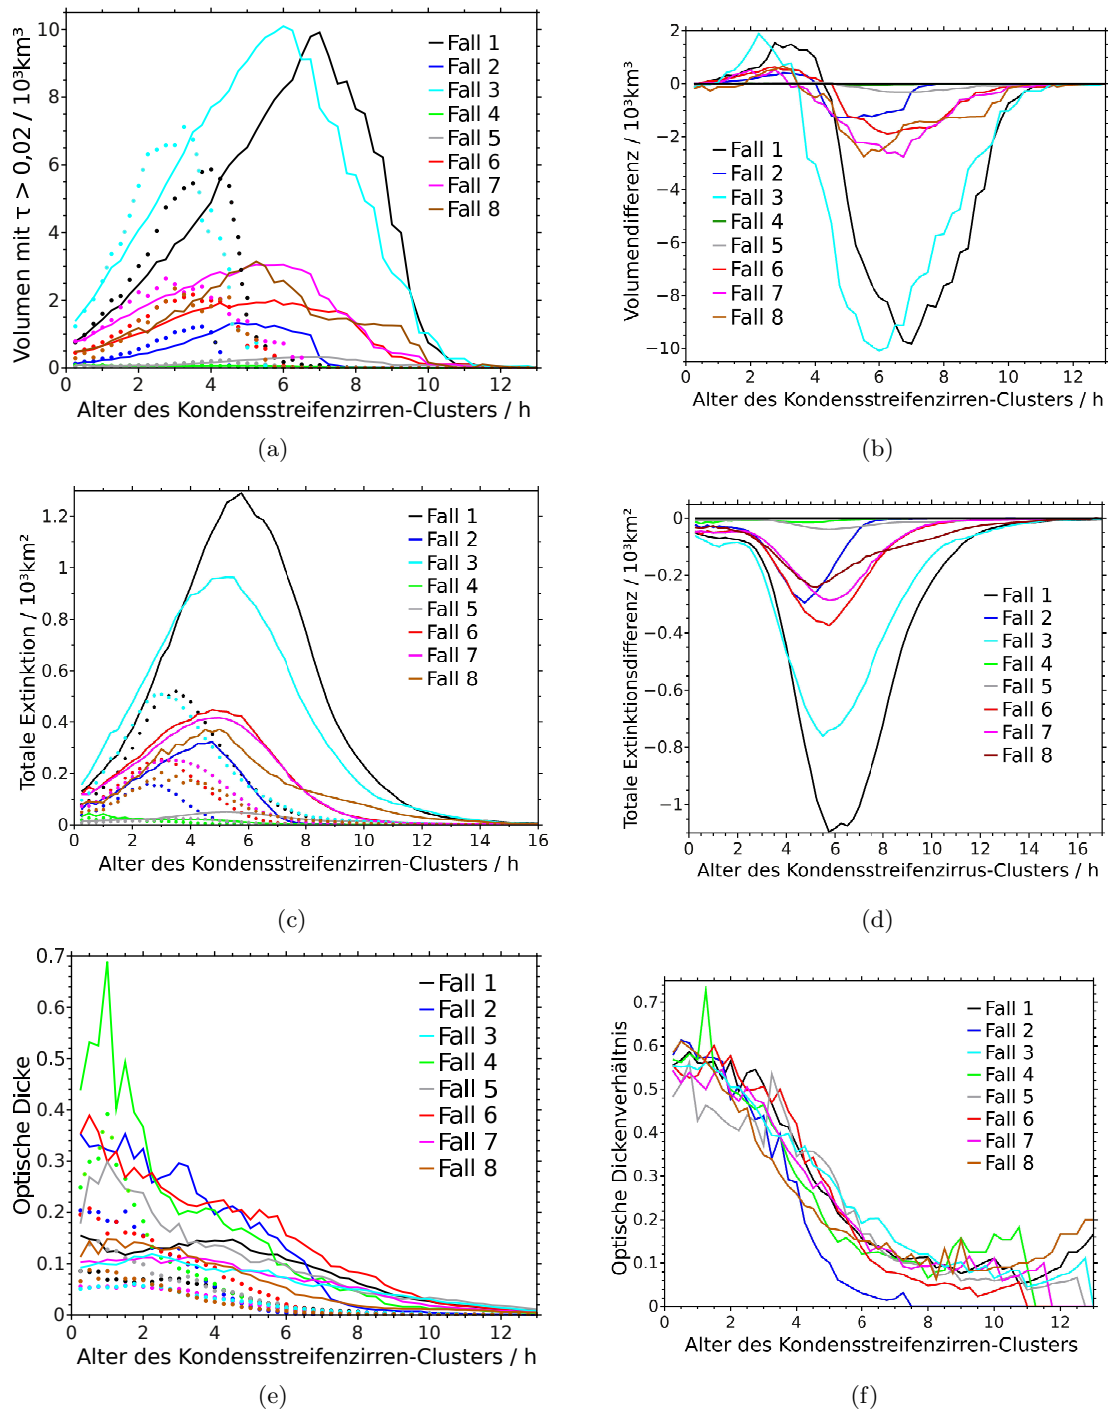 Volumen mit τ > 0,02 / 10³km³
10
8
6
4
2
0
0 2 4 6 8 10 12
Alter des Kondensstreifenzirren-Clusters / h
Fall 1
Fall 2
Fall 3
Fall 4
Fall 5
Fall 6
Fall 7
Fall 8
(a)
Volumendifferenz / 10³km³
2
0
−2
−4
−6
−8
−10
0 2 4 6 8 10 12
Alter des Kondensstreifenzirren-Clusters / h
Fall 1
Fall 2
Fall 3
Fall 4
Fall 5
Fall 6
Fall 7
Fall 8
(b)
Totale Extinktion / 10³km²
1.2
1
0.8
0.6
0.4
0.2
0
0 2 4 6 8 10 12 14 16
Alter des Kondensstreifenzirren-Clusters / h
Fall 1
Fall 2
Fall 3
Fall 4
Fall 5
Fall 6
Fall 7
Fall 8
(c)
Totale Extinktionsdifferenz / 10³km²
0
−0.2
−0.4
−0.6
−0.8
−1
0 2 4 6 8 10 12 14 16
Alter des Kondensstreifenzirrus-Clusters / h
Fall 1
Fall 2
Fall 3
Fall 4
Fall 5
Fall 6
Fall 7
Fall 8
(d)
Optische Dicke
0.7
0.6
0.5
0.4
0.3
0.2
0.1
0
0 2 4 6 8 10 12
Alter des Kondensstreifenzirren-Clusters / h
Fall 1
Fall 2
Fall 3
Fall 4
Fall 5
Fall 6
Fall 7
Fall 8
(e)
Optische Dickenverhältnis
0.7
0.6
0.5
0.4
0.3
0.2
0.1
0
0 2 4 6 8 10 12
Alter des Kondensstreifenzirren-Clusters
Fall 1
Fall 2
Fall 3
Fall 4
Fall 5
Fall 6
Fall 7
Fall 8
(f)